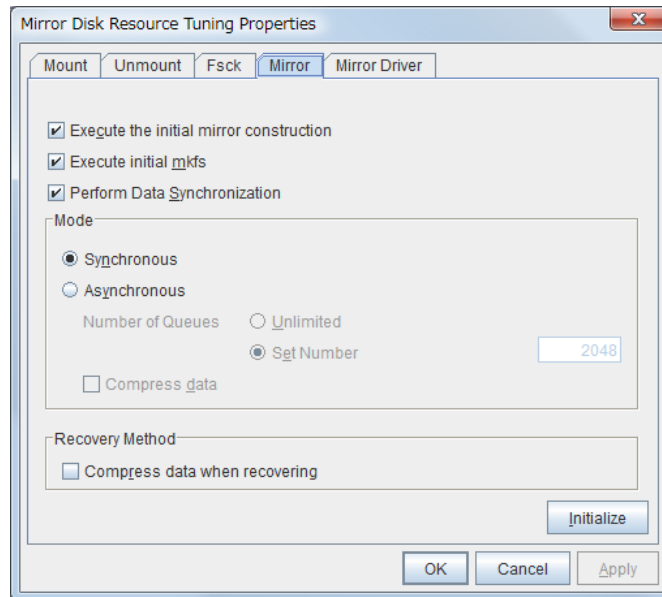 Mirror Disk Resource Tuning Properties
Mount Unmount Fsck Mirror Mirror Driver
Execute the initial mirror construction
Execute initial mkfs
Perform Data Synchronization
Mode
Synchronous
Asynchronous
Number of Queues Unlimited
Set Number 2048
Compress data
Recovery Method
Compress data when recovering
Initialize
OK Cancel Apply